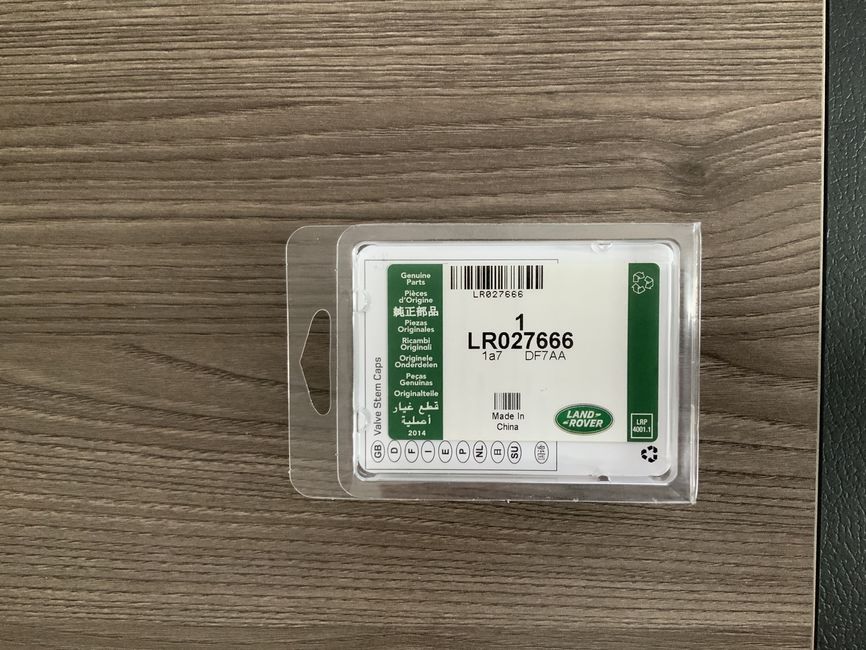 Genuine
Parts
Pièces
d'Origine
純正部品
Piezas
Originales
Ricambi
Originali
Originele
Onderdelen
Peças
Genuinas
Originalteile
قطع غيار
أصلية
2014
LR027666
1
LR027666
1a7 DF7AA
Made In
China
LAND-
-ROVER
LRP
4001.1
Valve Stem Caps
GB
D
F
I
E
P
NL
SU